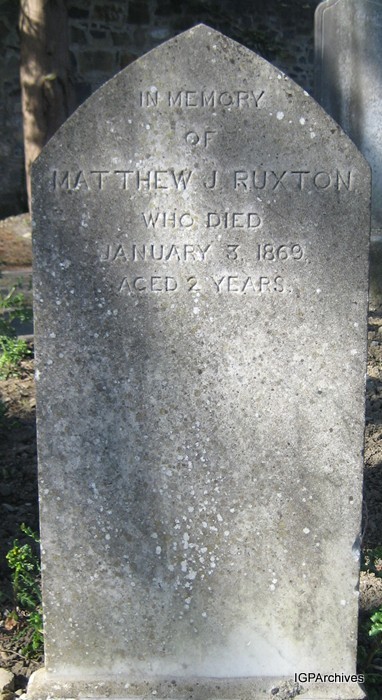 IN MEMORY
OF
MATTHEW J. RUXTON
WHO DIED
JANUARY 3, 1869,
AGED 2 YEARS.
IGPArchives